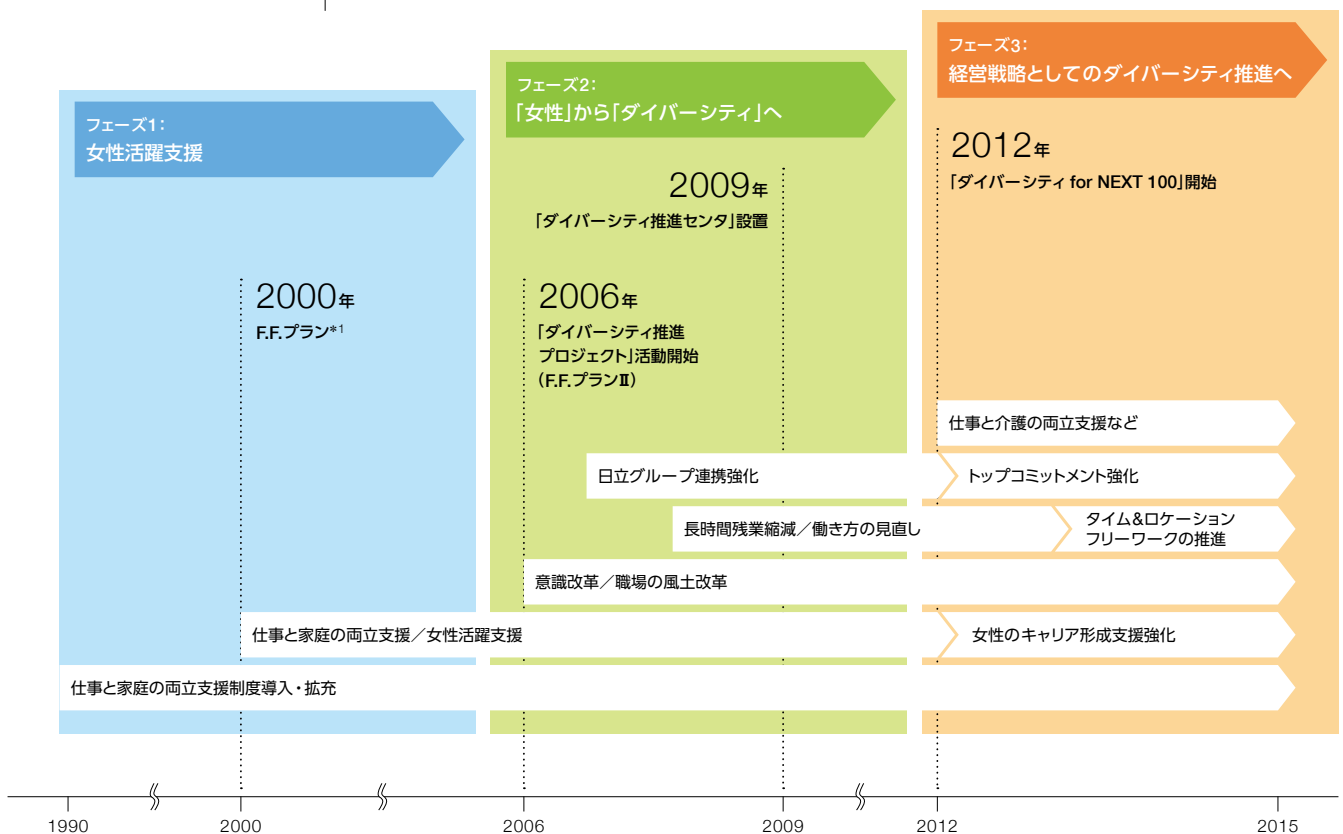 フェーズ1：
女性活躍支援
2000年
F.F.プラン*1
フェーズ2：
「女性」から「ダイバーシティ」へ
2009年
「ダイバーシティ推進センタ」設置
2006年
「ダイバーシティ推進
プロジェクト」活動開始
（F.F.プランⅡ）
フェーズ3：
経営戦略としてのダイバーシティ推進へ
2012年
「ダイバーシティ for NEXT 100」開始
仕事と介護の両立支援など
日立グループ連携強化
トップコミットメント強化
長時間残業縮減／働き方の見直し
タイム&ロケーション
フリーワークの推進
意識改革／職場の風土改革
仕事と家庭の両立支援／女性活躍支援
女性のキャリア形成支援強化
仕事と家庭の両立支援制度導入・拡充
1990
2000
2006
2009
2012
2015